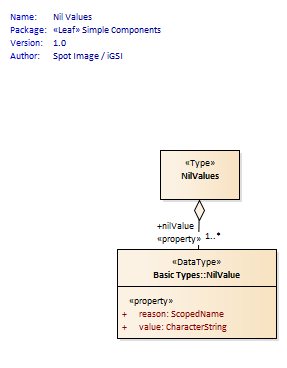 Name: Nil Values
Package: «Leaf» Simple Components
Version: 1.0
Author: Spot Image / iGSI
«Type»
NilValues
+nilValue
«property» 1..*
«DataType»
Basic Types::NilValue
«property»
+ reason: ScopedName
+ value: CharacterString